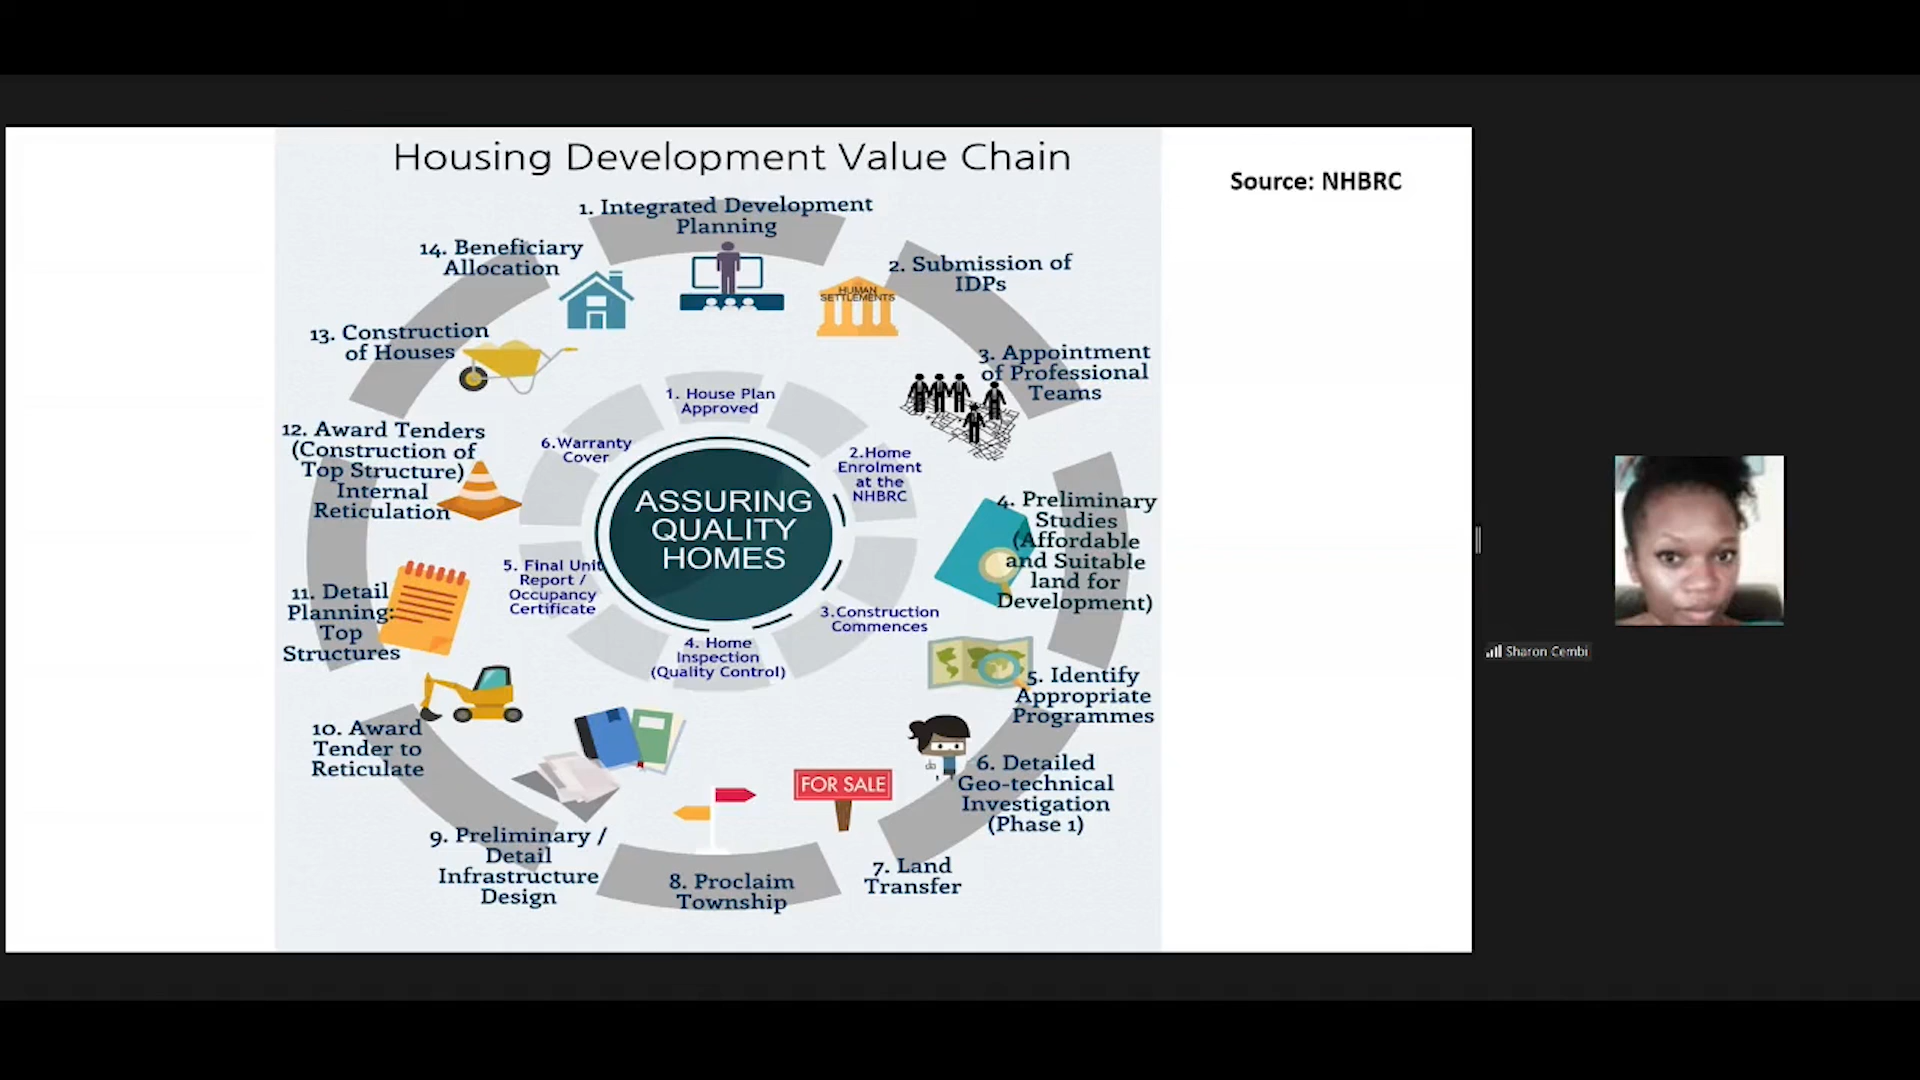 Housing Development Value Chain
Source: NHBRC
1. Integrated Development
Planning
2. Submission of
IDPs
HUMAN
SETTLEMENTS
3. Appointment
of Professional
Teams
4. Preliminary
Studies
(Affordable
and Suitable
land for
Development)
5. Identify
Appropriate
Programmes
6. Detailed
Geo-technical
Investigation
(Phase 1)
FOR SALE
7. Land
Transfer
8. Proclaim
Township
9. Preliminary /
Detail
Infrastructure
Design
10. Award
Tender to
Reticulate
11. Detail
Planning:
Top
Structures
12. Award Tenders
(Construction of
Top Structure)
Internal
Reticulation
13. Construction
of Houses
14. Beneficiary
Allocation
1. House Plan
Approved
2.Home
Enrolment
at the
NHBRC
3.Construction
Commences
4. Home
Inspection
(Quality Control)
5. Final Unit
Report /
Occupancy
Certificate
6.Warranty
Cover
ASSURING
QUALITY
HOMES
Sharon Cembi